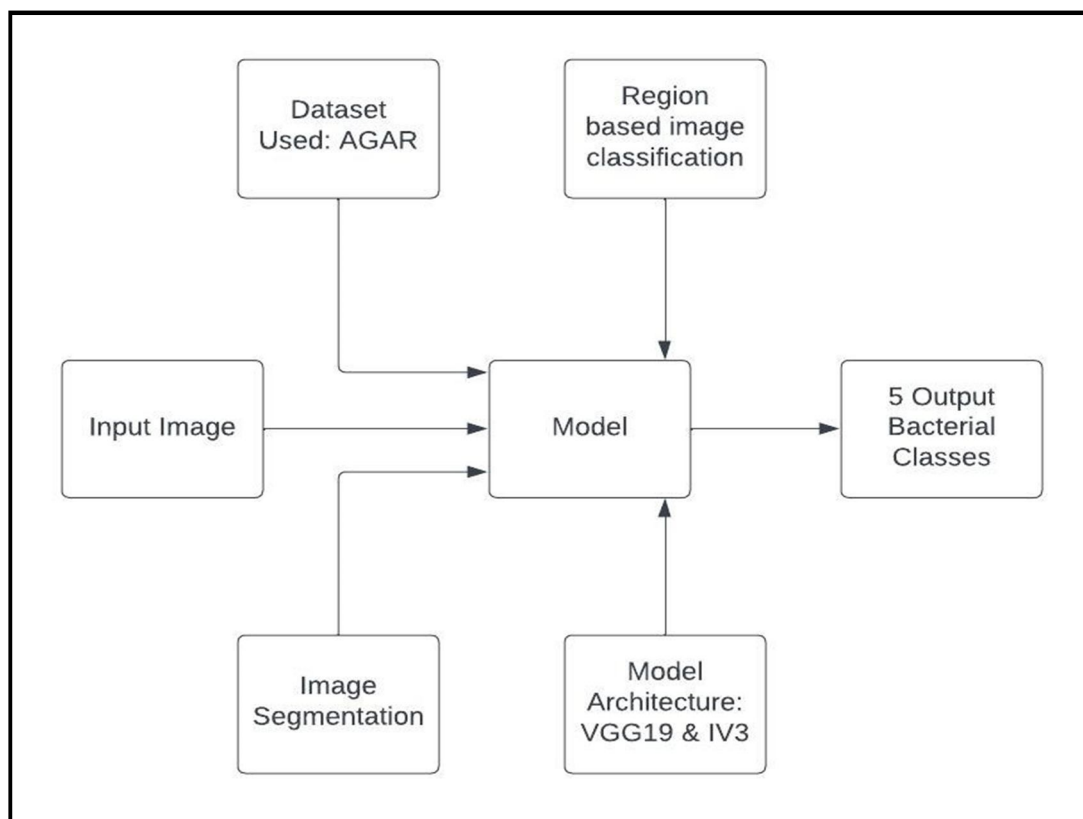 Dataset
Used: AGAR
Region
based image
classification
Input Image
Model
5 Output
Bacterial
Classes
Image
Segmentation
Model
Architecture:
VGG19 & IV3